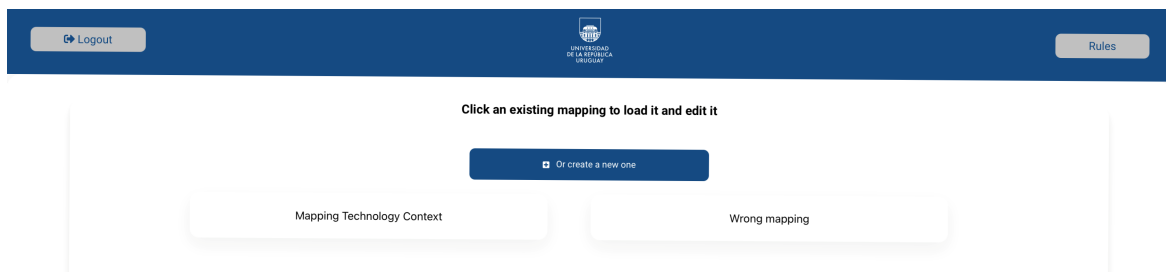 Logout
UNIVERSIDAD
DE LA REPÚBLICA
URUGUAY
Rules
Click an existing mapping to load it and edit it
Or create a new one
Mapping Technology Context
Wrong mapping